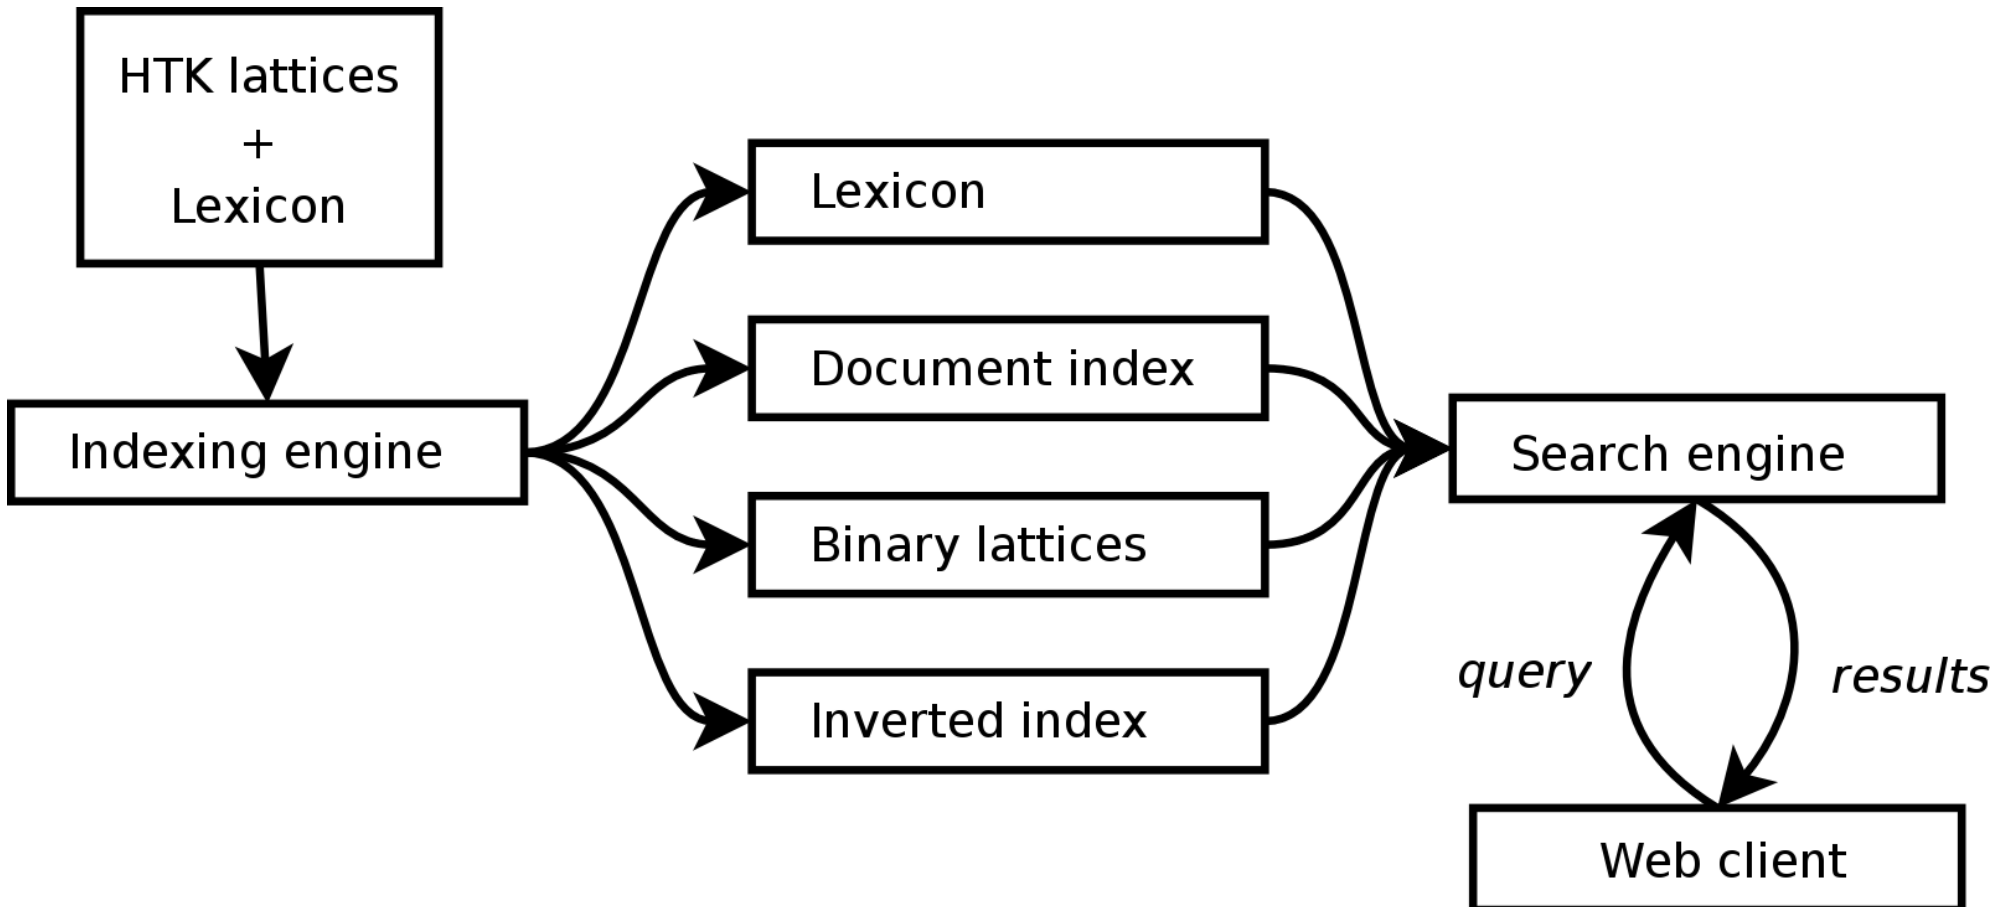 HTK lattices
+
Lexicon
Indexing engine
Lexicon
Document index
Binary lattices
Inverted index
Search engine
query
results
Web client